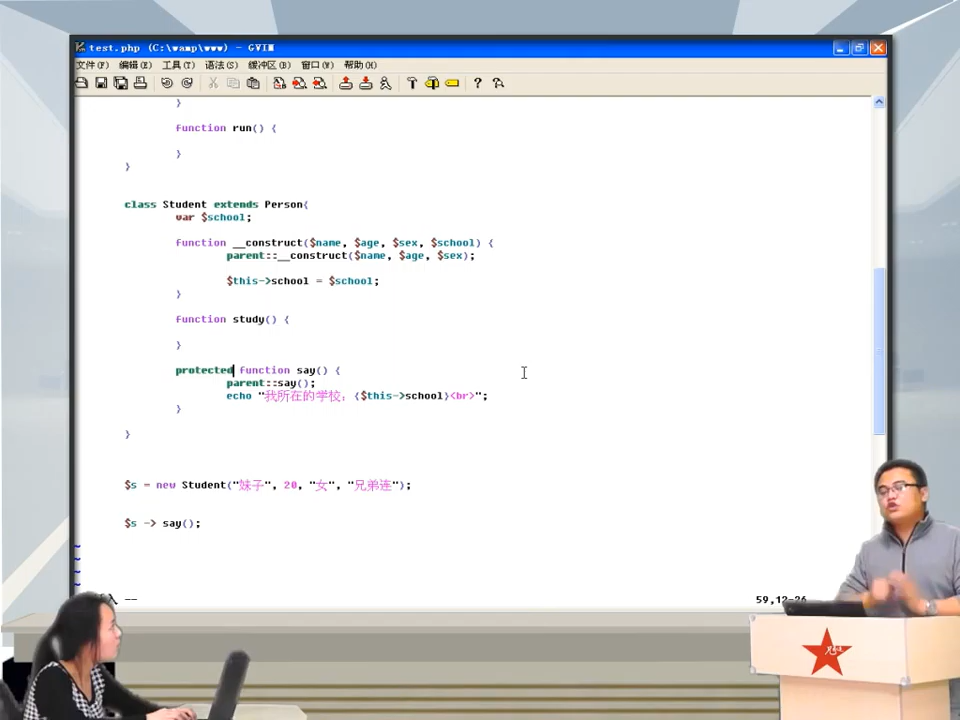 test.php (C:\wamp\www) - GVIM
文件(F) 编辑(E) 工具(T) 语法(S) 缓冲区(B) 窗口(W) 帮助(H)
}
function run() {
}
}
class Student extends Person{
var $school;
function __construct($name, $age, $sex, $school) {
parent::__construct($name, $age, $sex);
$this->school = $school;
}
function study() {
}
protected function say() {
parent::say();
echo "我所在的学校：{$this->school}<br>";
}
}
$s = new Student("妹子", 20, "女", "兄弟连");
$s -> say();
~
~
~
~
入 --
59,12-26